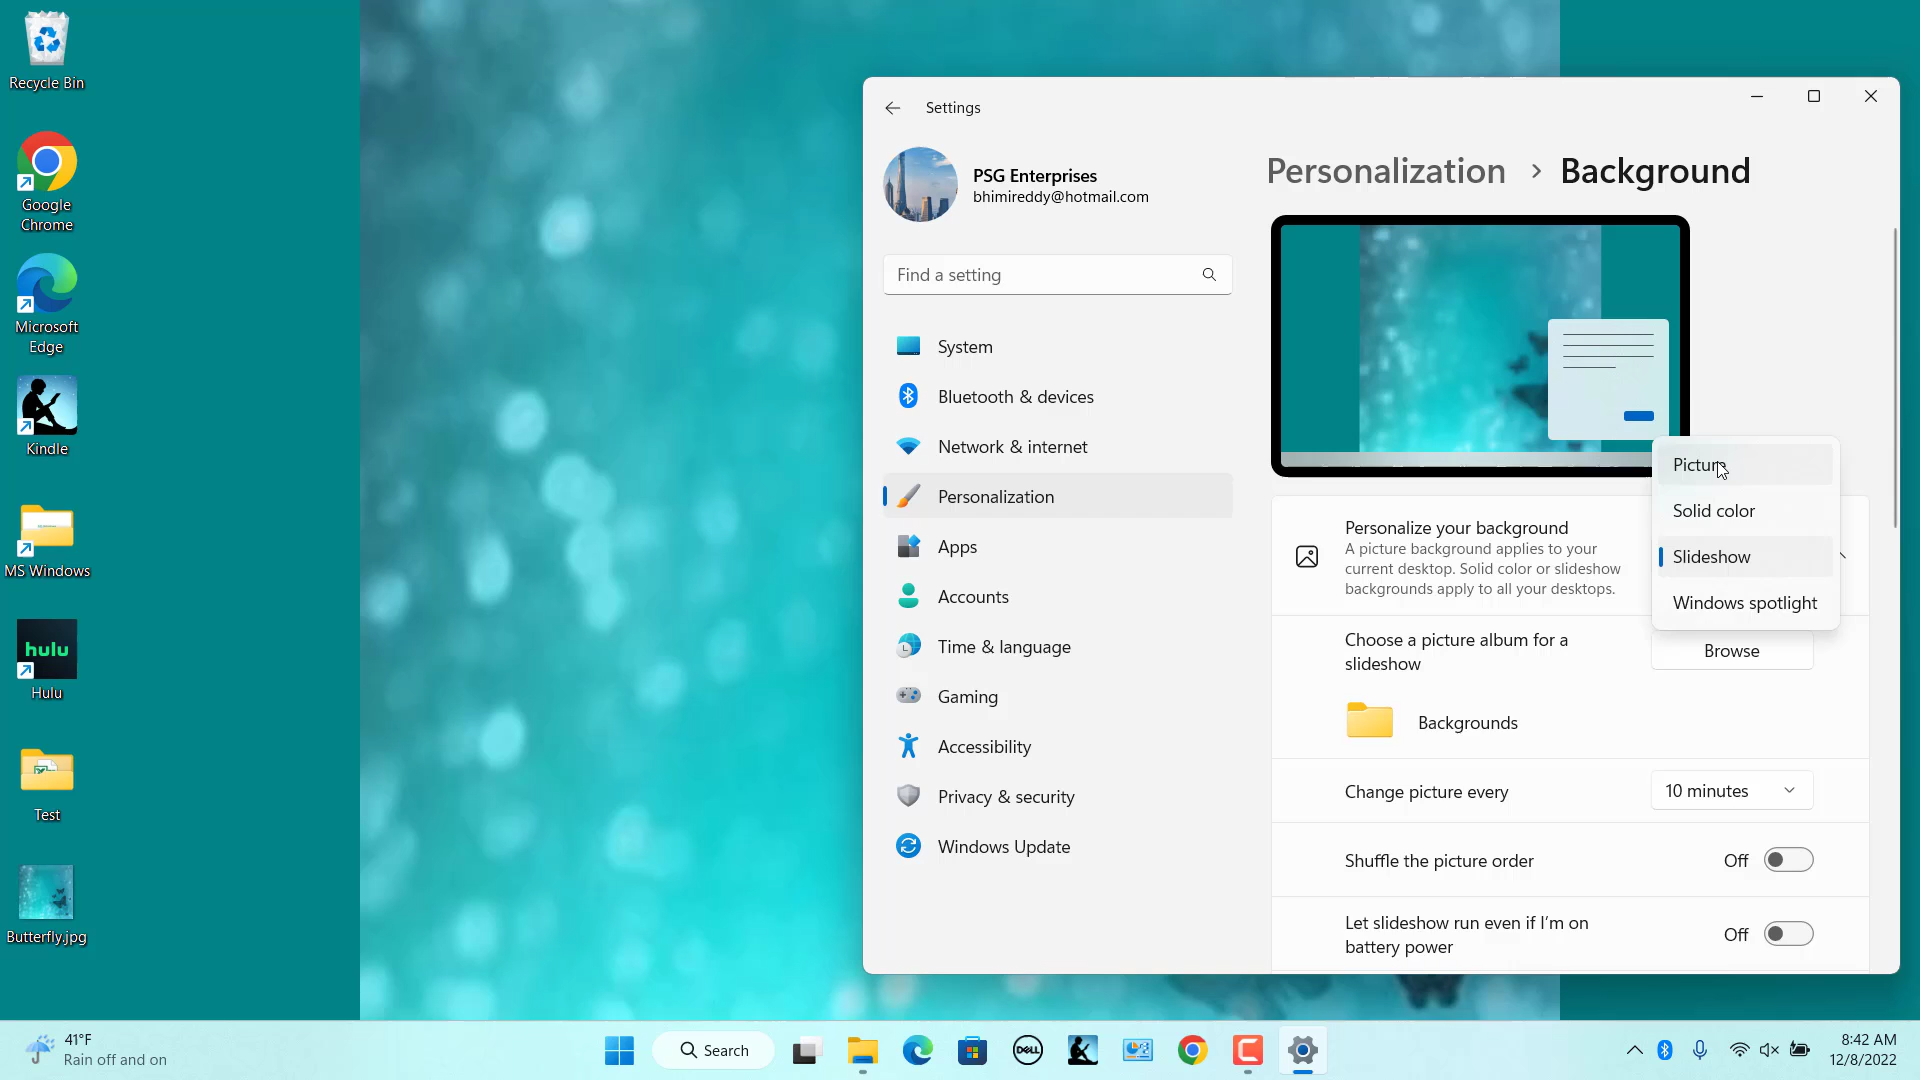 Recycle Bin
Google
Chrome
Microsoft
Edge
Kindle
MS Windows
hulu
Hulu
Test
Butterfly.jpg
Settings
PSG Enterprises
bhimireddy@hotmail.com
Find a setting
System
Bluetooth & devices
Network & internet
Personalization
Apps
Accounts
Time & language
Gaming
Accessibility
Privacy & security
Windows Update
Personalization > Background
Picture
Solid color
Slideshow
Windows spotlight
Personalize your background
A picture background applies to your
current desktop. Solid color or slideshow
backgrounds apply to all your desktops.
Choose a picture album for a
slideshow
Browse
Backgrounds
Change picture every
10 minutes
Shuffle the picture order
Off
Let slideshow run even if I'm on
battery power
Off
41°F
Rain off and on
Search
DELL
8:42 AM
12/8/2022